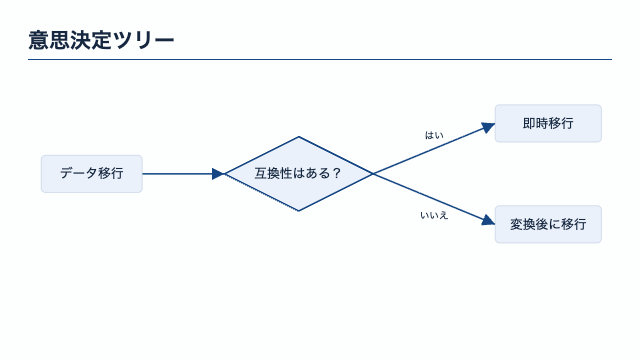 意思決定ツリー
データ移行
互換性はある？
はい
いいえ
即時移行
変換後に移行